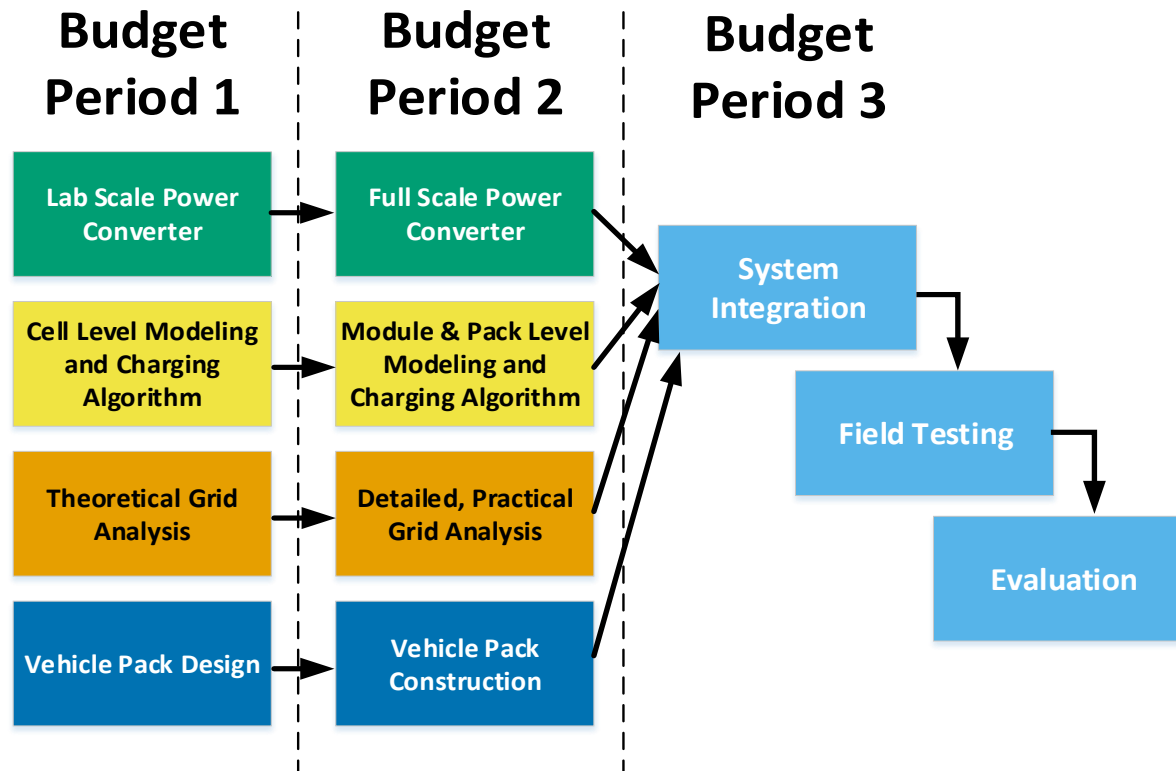 Budget
Period 1
Budget
Period 2
Budget
Period 3
Lab Scale Power
Converter
Full Scale Power
Converter
System
Integration
Cell Level Modeling
and Charging
Algorithm
Module & Pack Level
Modeling and
Charging Algorithm
Field Testing
Theoretical Grid
Analysis
Detailed, Practical
Grid Analysis
Evaluation
Vehicle Pack Design
Vehicle Pack
Construction